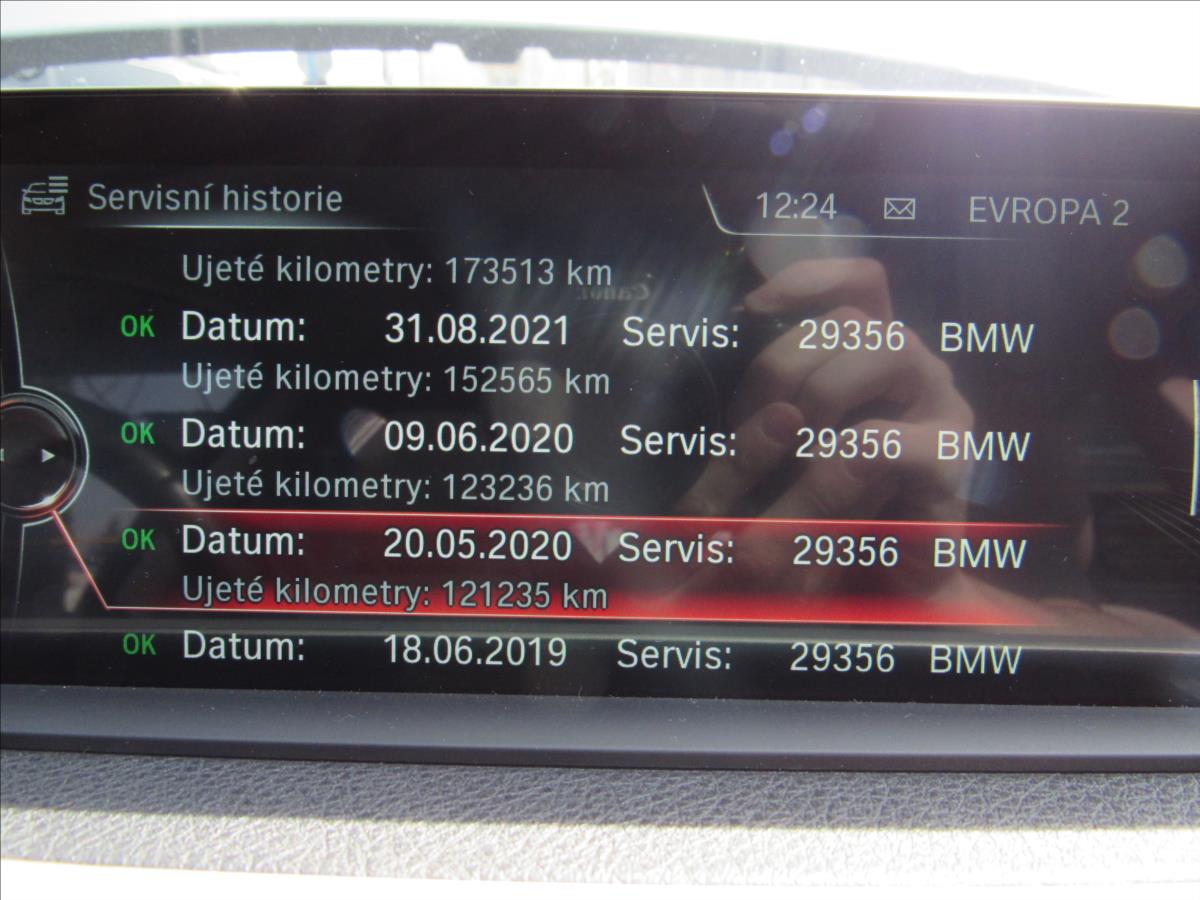 Servisní historie
12:24
EVROPA 2
Ujeté kilometry: 173513 km
OK Datum: 31.08.2021 Servis: 29356 BMW
Ujeté kilometry: 152565 km
OK Datum: 09.06.2020 Servis: 29356 BMW
Ujeté kilometry: 123236 km
OK Datum: 20.05.2020 Servis: 29356 BMW
Ujeté kilometry: 121235 km
OK Datum: 18.06.2019 Servis: 29356 BMW